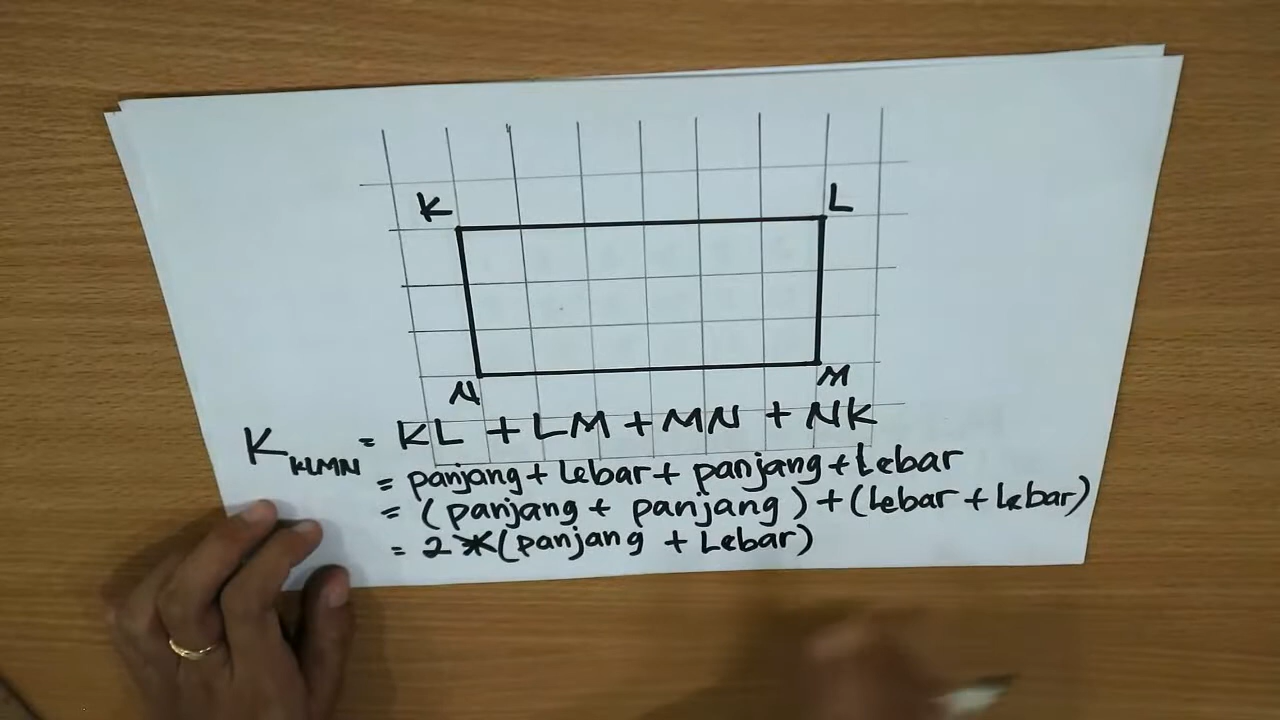 K L
N M
K KLMN = KL + LM + MN + NK
= panjang + Lebar + panjang + Lebar
= (panjang + panjang) + (Lebar + Lebar)
= 2 * (panjang + Lebar)